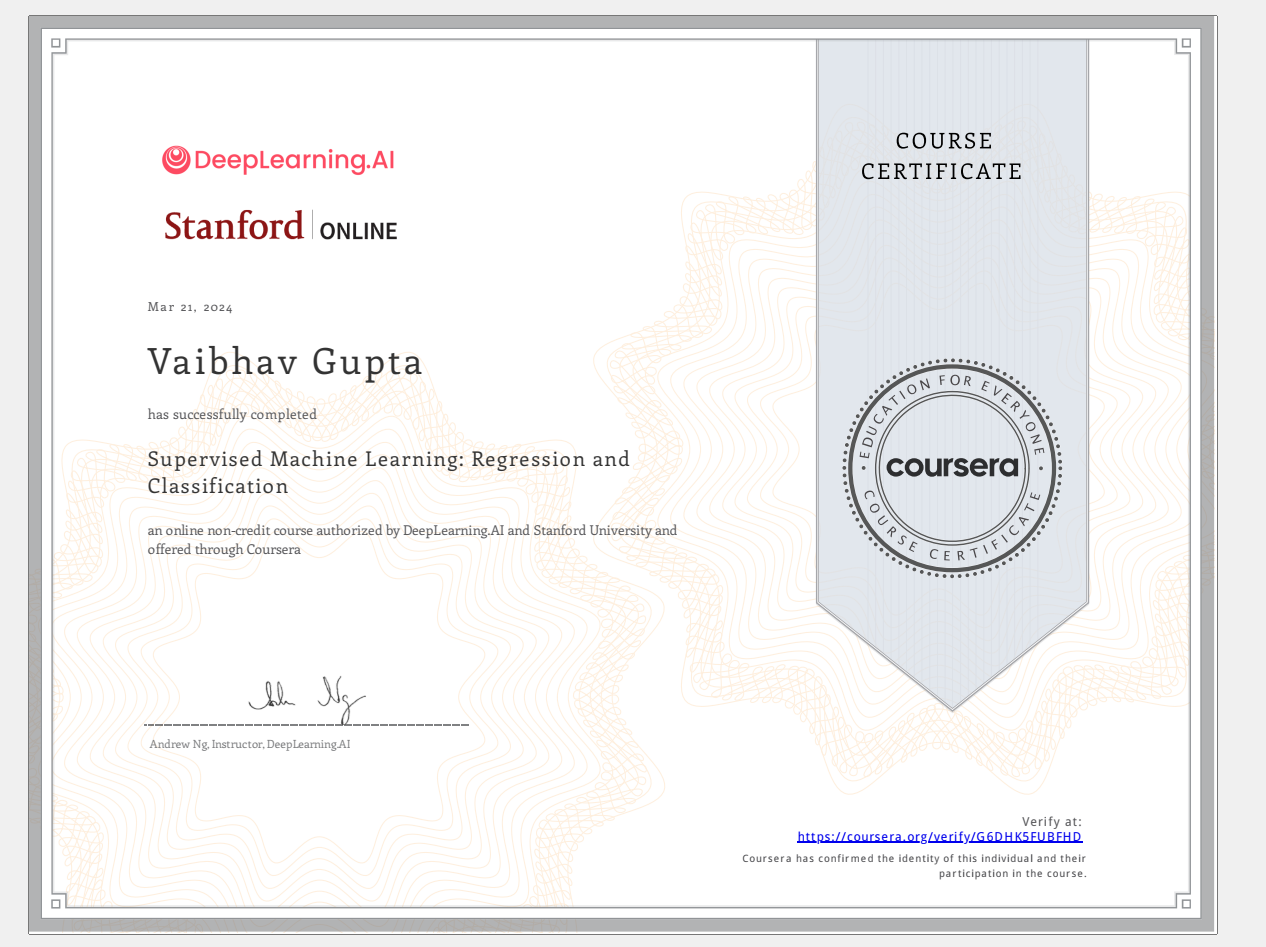 DeepLearning.AI
Stanford ONLINE
COURSE
CERTIFICATE
Mar 21, 2024
Vaibhav Gupta
has successfully completed
Supervised Machine Learning: Regression and
Classification
an online non-credit course authorized by DeepLearning.AI and Stanford University and
offered through Coursera
EDUCATION FOR EVERYONE
coursera
COURSE CERTIFICATE
Andrew Ng, Instructor, DeepLearning.AI
Verify at:
https://coursera.org/verify/G6DHK5FUBFHD
Coursera has confirmed the identity of this individual and their
participation in the course.